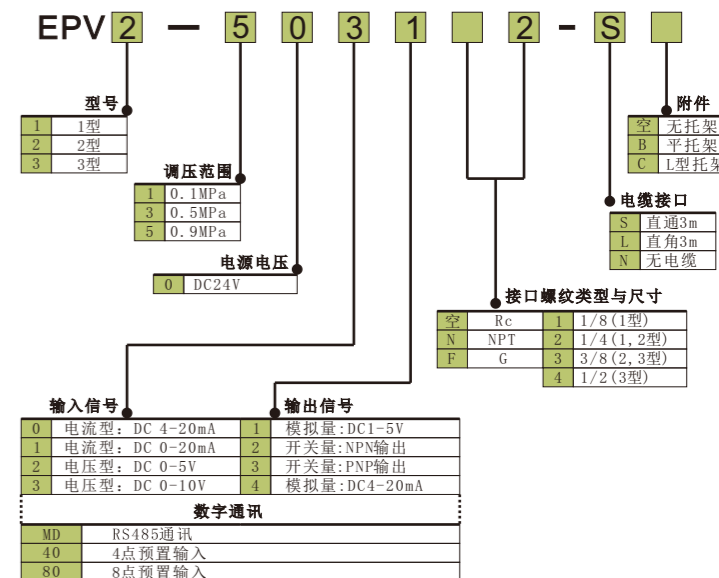 EPV2-50312-S
型号
1 1型
2 2型
3 3型
调压范围
1 0.1MPa
3 0.5MPa
5 0.9MPa
电源电压
0 DC24V
附件
空 无托架
B 平托架
C L型托架
电缆接口
S 直通3m
L 直角3m
N 无电缆
接口螺纹类型与尺寸
空 Rc 1 1/8(1型)
N NPT 2 1/4(1,2型)
F G 3 3/8(2,3型)
4 1/2(3型)
输入信号 输出信号
0 电流型: DC 4-20mA 1 模拟量:DC1-5V
1 电流型: DC 0-20mA 2 开关量:NPN输出
2 电压型: DC 0-5V 3 开关量:PNP输出
3 电压型: DC 0-10V 4 模拟量:DC4-20mA
数字通讯
MD RS485通讯
40 4点预置输入
80 8点预置输入